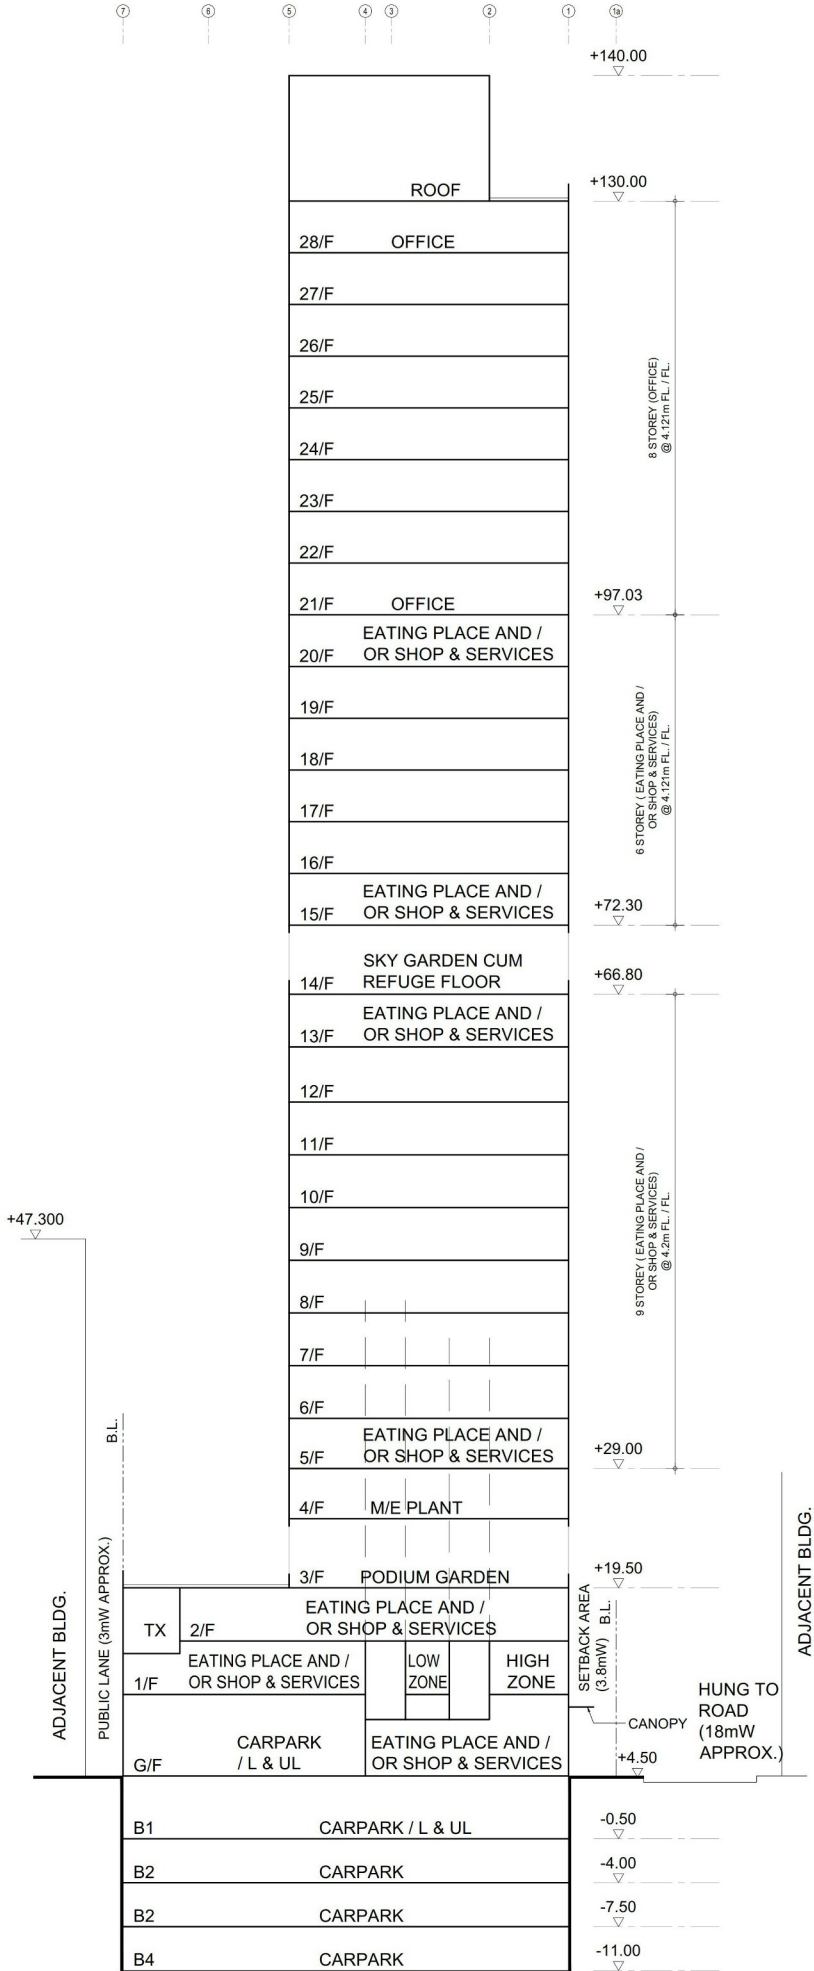 7 6 5 4 3 2 1 1a
+140.00
ROOF
+130.00
28/F OFFICE
27/F
26/F
25/F
24/F
23/F
22/F
21/F OFFICE
8 STOREY (OFFICE)
@ 4.121m FL. / FL.
+97.03
EATING PLACE AND /
20/F OR SHOP & SERVICES
19/F
18/F
17/F
16/F
6 STOREY ( EATING PLACE AND /
OR SHOP & SERVICES)
@ 4.121m FL. / FL.
EATING PLACE AND /
15/F OR SHOP & SERVICES
+72.30
SKY GARDEN CUM
14/F REFUGE FLOOR
+66.80
EATING PLACE AND /
13/F OR SHOP & SERVICES
12/F
11/F
10/F
9/F
8/F
7/F
6/F
9 STOREY ( EATING PLACE AND /
OR SHOP & SERVICES)
@ 4.2m FL. / FL.
+47.300
EATING PLACE AND /
5/F OR SHOP & SERVICES
+29.00
4/F M/E PLANT
3/F PODIUM GARDEN
+19.50
B.L.
ADJACENT BLDG.
PUBLIC LANE (3mW APPROX.)
EATING PLACE AND /
TX 2/F OR SHOP & SERVICES
EATING PLACE AND /
1/F OR SHOP & SERVICES
LOW
ZONE
HIGH
ZONE
SETBACK AREA
(3.8mW)
B.L.
ADJACENT BLDG.
CANOPY
HUNG TO
ROAD
(18mW
APPROX.)
CARPARK
G/F / L & UL
EATING PLACE AND /
OR SHOP & SERVICES
+4.50
B1 CARPARK / L & UL
-0.50
B2 CARPARK
-4.00
B2 CARPARK
-7.50
B4 CARPARK
-11.00